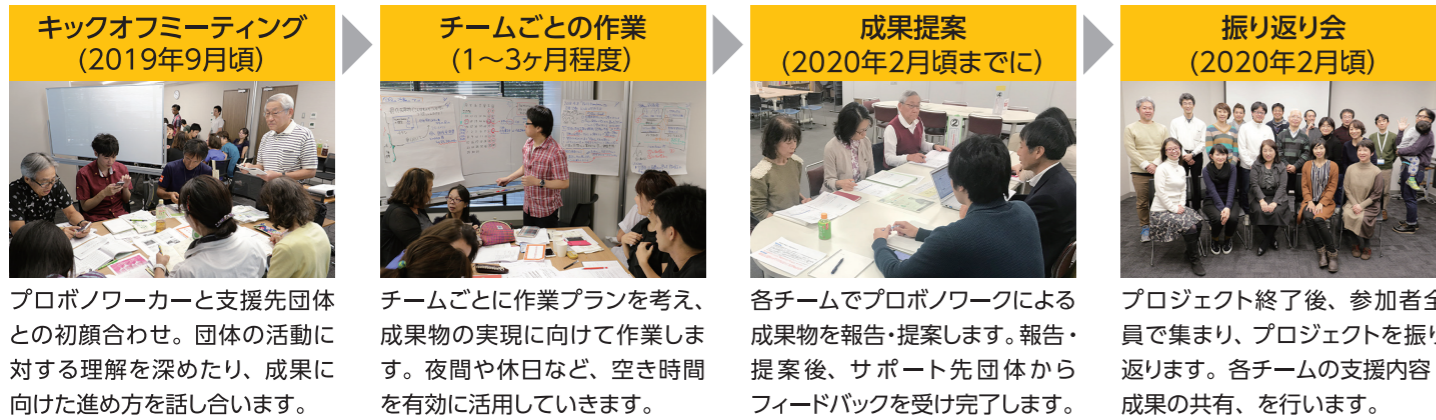 キックオフミーティング
(2019年9月頃)
プロボノワーカーと支援先団体
との初顔合わせ。団体の活動に
対する理解を深めたり、成果に
向けた進め方を話し合います。
チームごとの作業
(1〜3ヶ月程度)
チームごとに作業プランを考え、
成果物の実現に向けて作業しま
す。夜間や休日など、空き時間
を有効に活用していきます。
成果提案
(2020年2月頃までに)
②
各チームでプロボノワークによる
成果物を報告・提案します。報告・
提案後、サポート先団体から
フィードバックを受け完了します。
振り返り会
(2020年2月頃)
プロジェクト終了後、参加者全
員で集まり、プロジェクトを振り
返ります。各チームの支援内容
成果の共有、を行います。